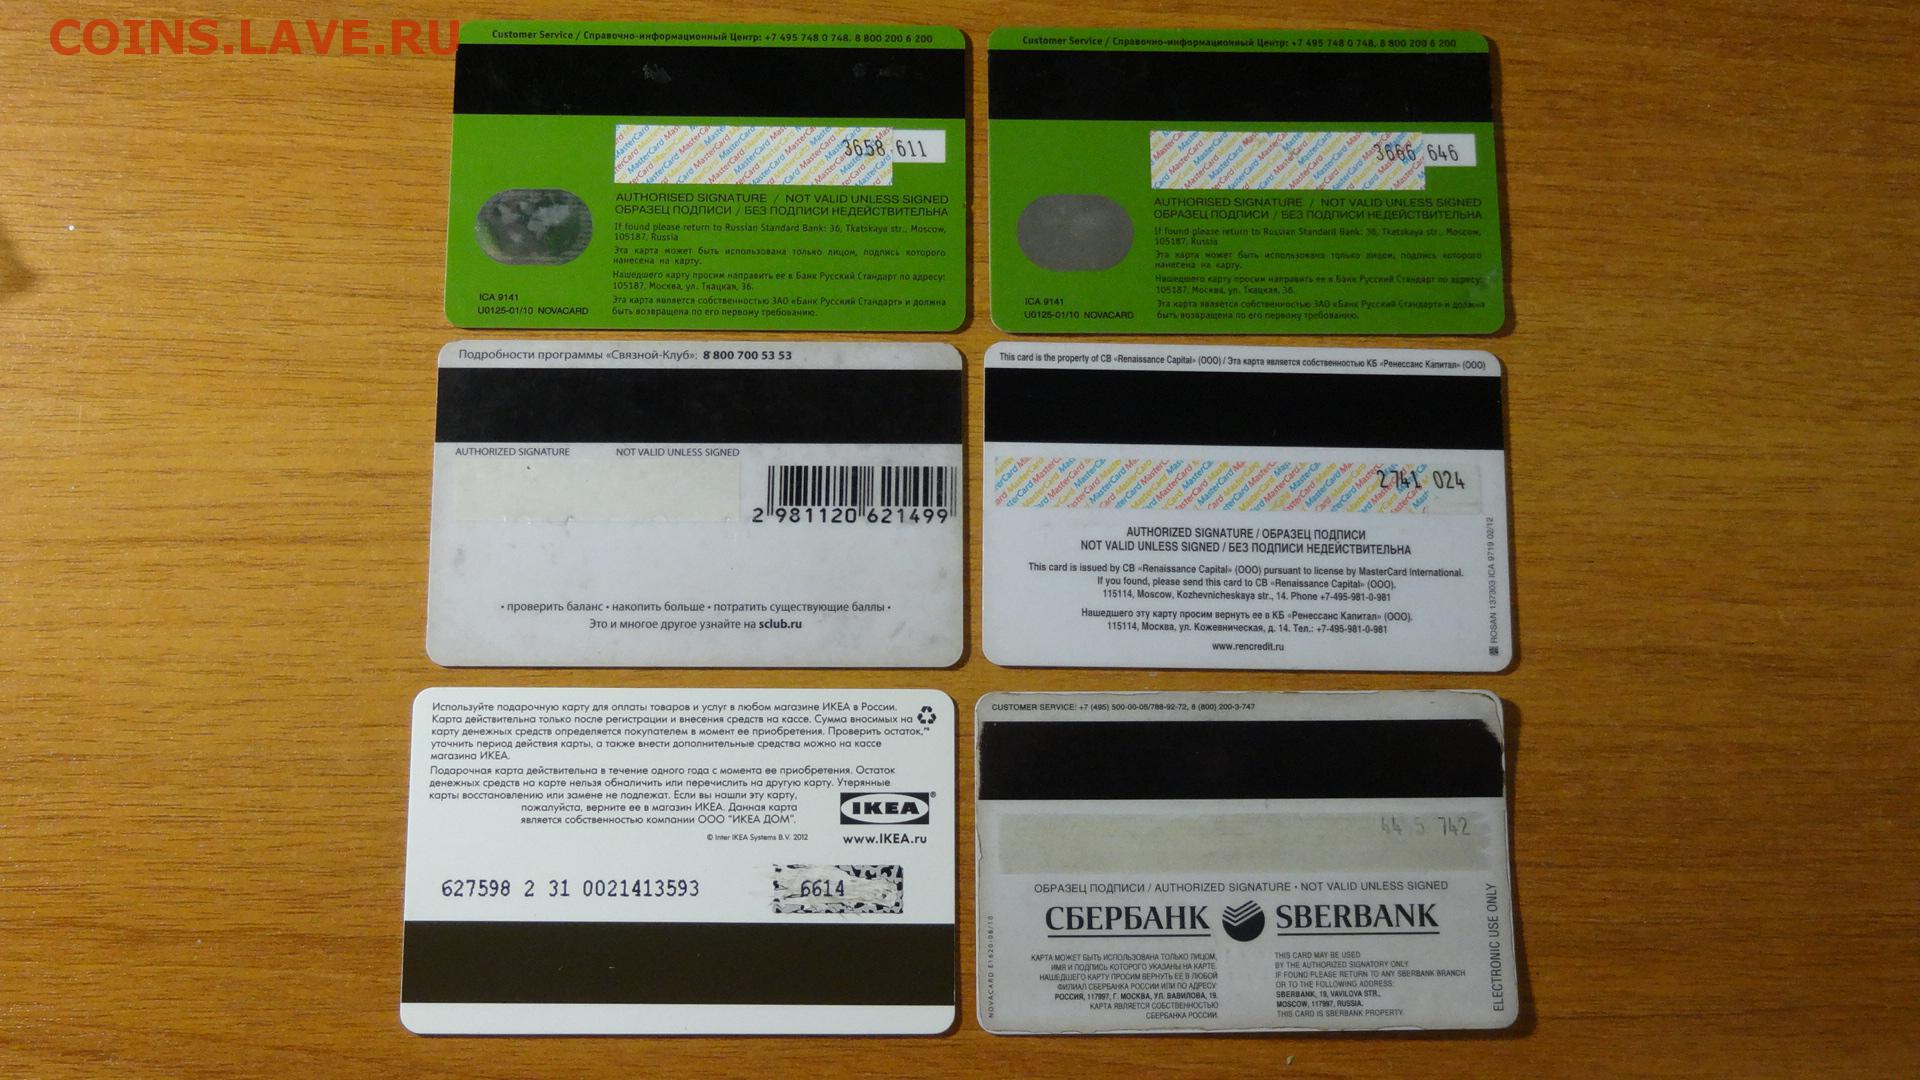 COINS.LAVE.RU
Customer Service / Справочно-информационный Центр: +7 495 748 0 748, 8 800 200 6 200
3658 611
AUTHORISED SIGNATURE / NOT VALID UNLESS SIGNED
ОБРАЗЕЦ ПОДПИСИ / БЕЗ ПОДПИСИ НЕДЕЙСТВИТЕЛЬНА
If found please return to Russian Standard Bank: 36, Tkatskaya str., Moscow,
105187, Russia
Эта карта может быть использована только лицом, подпись которого
нанесена на карту.
Нашедшего карту просим направить ее в Банк Русский Стандарт по адресу:
105187, Москва, ул. Ткацкая, 36.
Эта карта является собственностью ЗАО «Банк Русский Стандарт» и должна
быть возвращена по его первому требованию.
ICA 9141
U0125-01/10 NOVACARD
Customer Service / Справочно-информационный Центр: +7 495 748 0 748, 8 800 200 6 200
3666 646
AUTHORISED SIGNATURE / NOT VALID UNLESS SIGNED
ОБРАЗЕЦ ПОДПИСИ / БЕЗ ПОДПИСИ НЕДЕЙСТВИТЕЛЬНА
If found please return to Russian Standard Bank: 36, Tkatskaya str., Moscow,
105187, Russia
Эта карта может быть использована только лицом, подпись которого
нанесена на карту.
Нашедшего карту просим направить ее в Банк Русский Стандарт по адресу:
105187, Москва, ул. Ткацкая, 36.
Эта карта является собственностью ЗАО «Банк Русский Стандарт» и должна
быть возвращена по его первому требованию.
ICA 9141
U0125-01/10 NOVACARD
Подробности программы «Связной-Клуб»: 8 800 700 53 53
AUTHORIZED SIGNATURE NOT VALID UNLESS SIGNED
2 981120 621499
• проверить баланс • накопить больше • потратить существующие баллы •
Это и многое другое узнайте на sclub.ru
This card is the property of CB «Renaissance Capital» (OOO) / Эта карта является собственностью КБ «Ренессанс Капитал» (ООО)
2741 024
AUTHORIZED SIGNATURE / ОБРАЗЕЦ ПОДПИСИ
NOT VALID UNLESS SIGNED / БЕЗ ПОДПИСИ НЕДЕЙСТВИТЕЛЬНА
This card is issued by CB «Renaissance Capital» (OOO) pursuant to license by MasterCard International.
If you found, please send this card to CB «Renaissance Capital» (OOO).
115114, Moscow, Kozhevnicheskaya str., 14. Phone +7-495-981-0-981
Нашедшего эту карту просим вернуть ее в КБ «Ренессанс Капитал» (ООО).
115114, Москва, ул. Кожевническая, д. 14. Тел.: +7-495-981-0-981
www.rencredit.ru
ROSAN 137303 ICA 9719 02/12
Используйте подарочную карту для оплаты товаров и услуг в любом магазине ИКЕА в России.
Карта действительна только после регистрации и внесения средств на кассе. Сумма вносимых на
карту денежных средств определяется покупателем в момент ее приобретения. Проверить остаток,
уточнить период действия карты, а также внести дополнительные средства можно на кассе
магазина ИКЕА.
Подарочная карта действительна в течение одного года с момента ее приобретения. Остаток
денежных средств на карте нельзя обналичить или перечислить на другую карту. Утерянные
карты восстановлению или замене не подлежат. Если вы нашли эту карту,
пожалуйста, верните ее в магазин ИКЕА. Данная карта
является собственностью компании ООО "ИКЕА ДОМ".
© Inter IKEA Systems B.V. 2012
IKEA®
www.IKEA.ru
627598 2 31 0021413593
6614
CUSTOMER SERVICE: +7 (495) 500-00-05/788-92-72, 8 (800) 200-3-747
742
ОБРАЗЕЦ ПОДПИСИ / AUTHORIZED SIGNATURE • NOT VALID UNLESS SIGNED
СБЕРБАНК SBERBANK
КАРТА МОЖЕТ БЫТЬ ИСПОЛЬЗОВАНА ТОЛЬКО ЛИЦОМ,
ИМЯ И ПОДПИСЬ КОТОРОГО УКАЗАНЫ НА КАРТЕ.
НАШЕДШЕГО КАРТУ ПРОСИМ ВЕРНУТЬ ЕЕ В ЛЮБОЙ
ФИЛИАЛ СБЕРБАНКА РОССИИ ИЛИ ПО АДРЕСУ:
РОССИЯ, 117997, Г. МОСКВА, УЛ. ВАВИЛОВА, 19.
КАРТА ЯВЛЯЕТСЯ СОБСТВЕННОСТЬЮ
СБЕРБАНКА РОССИИ.
THIS CARD MAY BE USED
BY THE AUTHORIZED SIGNATORY ONLY.
IF FOUND PLEASE RETURN TO ANY SBERBANK BRANCH
OR TO THE FOLLOWING ADDRESS:
SBERBANK, 19, VAVILOVA STR.,
MOSCOW, 117997, RUSSIA.
THIS CARD IS SBERBANK PROPERTY.
ELECTRONIC USE ONLY